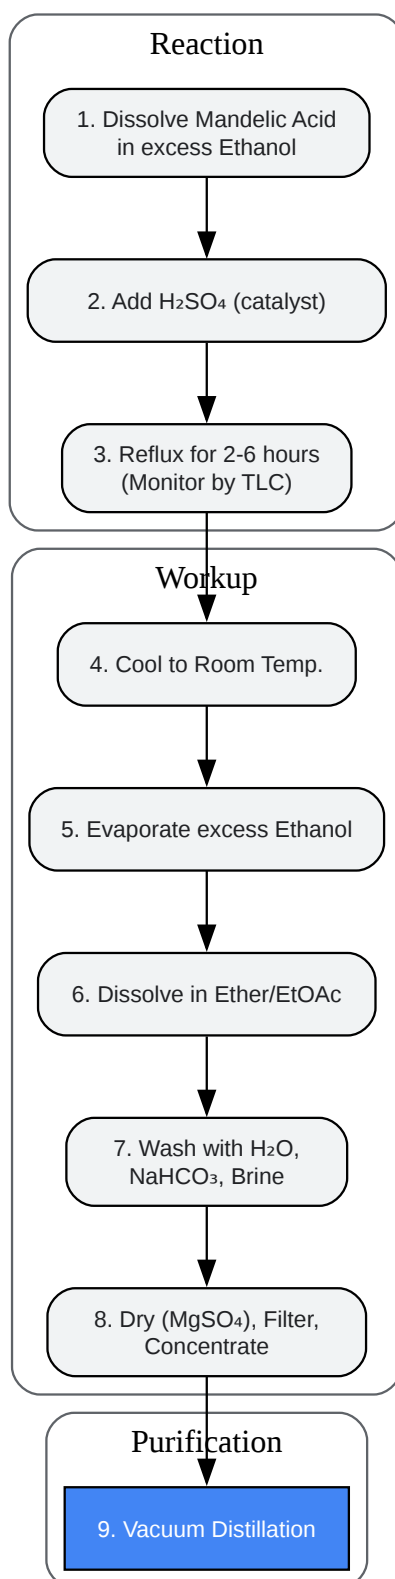 Reaction
1. Dissolve Mandelic Acid
in excess Ethanol
2. Add H₂SO₄ (catalyst)
3. Reflux for 2-6 hours
(Monitor by TLC)
Workup
4. Cool to Room Temp.
5. Evaporate excess Ethanol
6. Dissolve in Ether/EtOAc
7. Wash with H₂O,
NaHCO₃, Brine
8. Dry (MgSO₄), Filter,
Concentrate
Purification
9. Vacuum Distillation